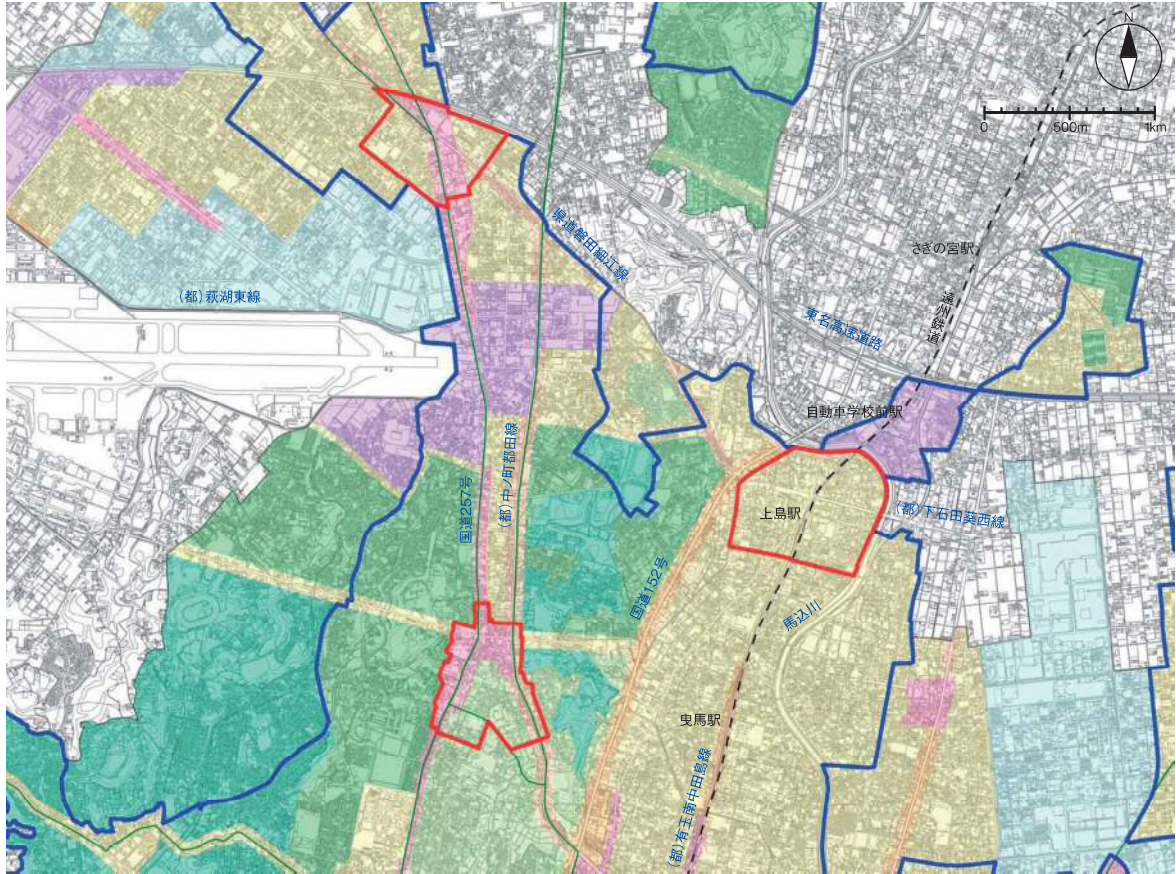 N
0 500m 1km
県道磐田細江線
さぎの宮駅
(都)萩湖東線
遠州鉄道
東名高速道路
自動車学校前駅
国道257号
(都)中ノ町都田線
上島駅
(都)下石田葵西線
国道152号
馬込川
曳馬駅
(都)有玉南中田島線